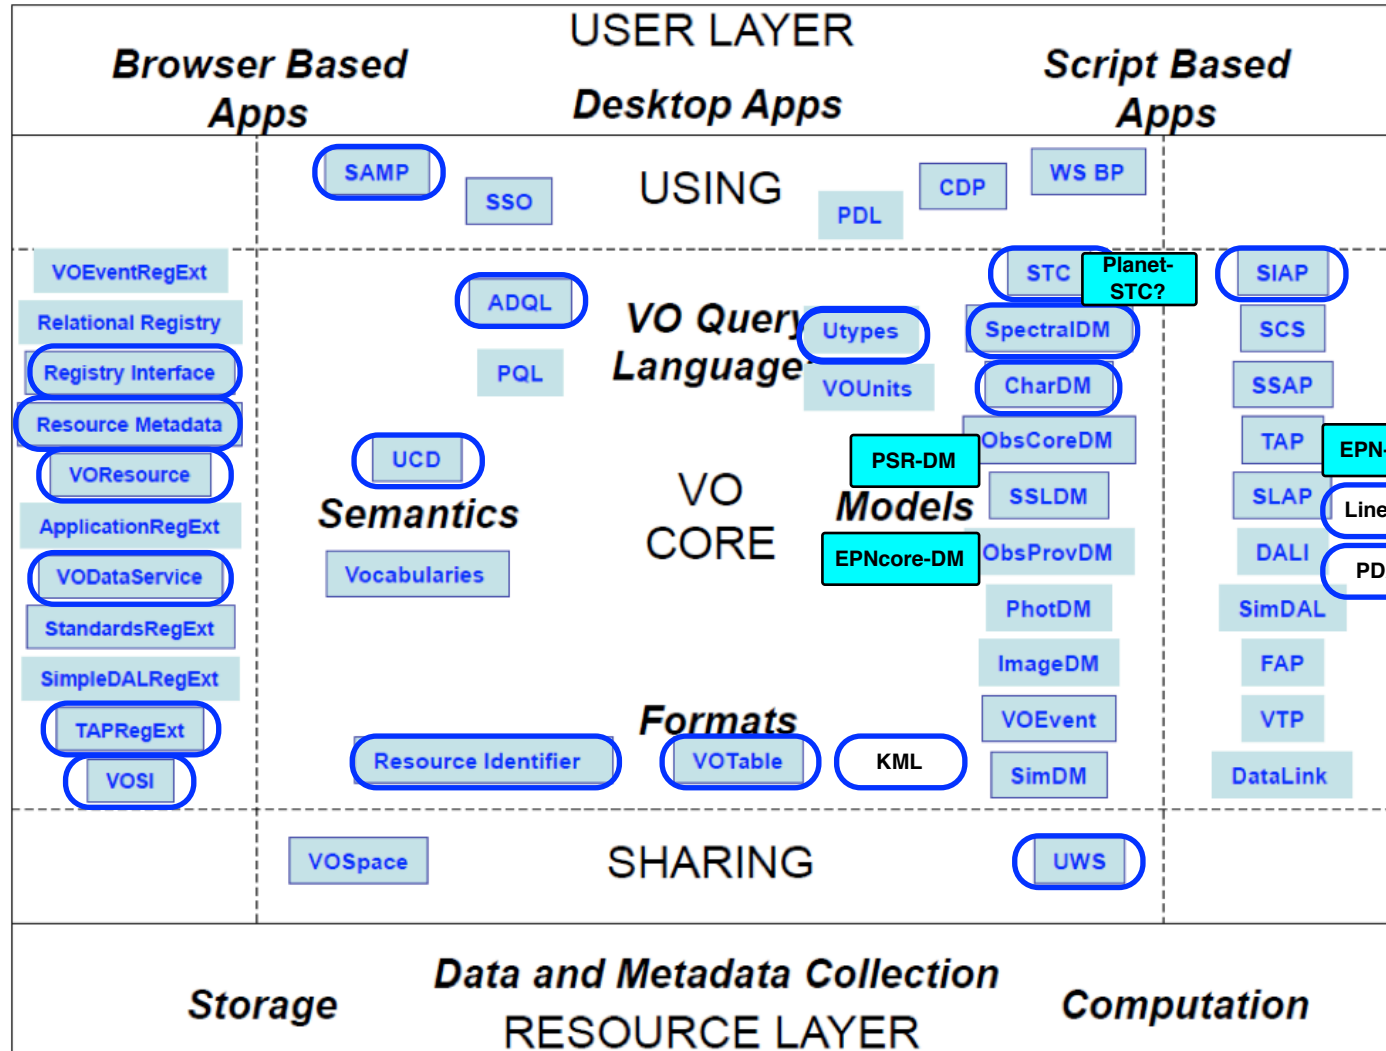 USER LAYER
Browser Based
Apps
Desktop Apps
Script Based
Apps
SAMP
SSO
USING
PDL
CDP
WS BP
VOEventRegExt
Relational Registry
Registry Interface
Resource Metadata
VOResource
ApplicationRegExt
VODataService
StandardsRegExt
SimpleDALRegExt
TAPRegExt
VOSI
ADQL
PQL
VO Query
Language
UCD
Semantics
Vocabularies
VO
CORE
Formats
Resource Identifier
VOTable
KML
Utypes
VOUnits
PSR-DM
Models
EPNcore-DM
STC
Planet-
STC?
SpectralDM
CharDM
ObsCoreDM
SSLDM
ObsProvDM
PhotDM
ImageDM
VOEvent
SimDM
SIAP
SCS
SSAP
TAP
EPN-
SLAP
Line
DALI
PD
SimDAL
FAP
VTP
DataLink
VOSpace
SHARING
UWS
Storage
Data and Metadata Collection
RESOURCE LAYER
Computation